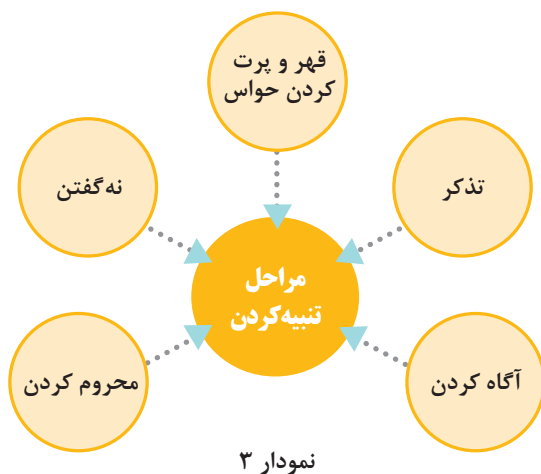 قهر و پرت
کردن حواس
تذکر
نه‌گفتن
مراحل
تنبیه‌کردن
آگاه کردن
محروم کردن
نمودار ۳